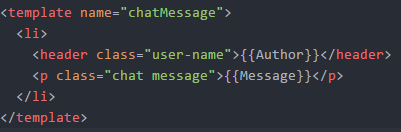 <template name="chatMessage">
<li>
<header class="user-name">{{Author}}</header>
<p class="chat message">{{Message}}</p>
</li>
</template>